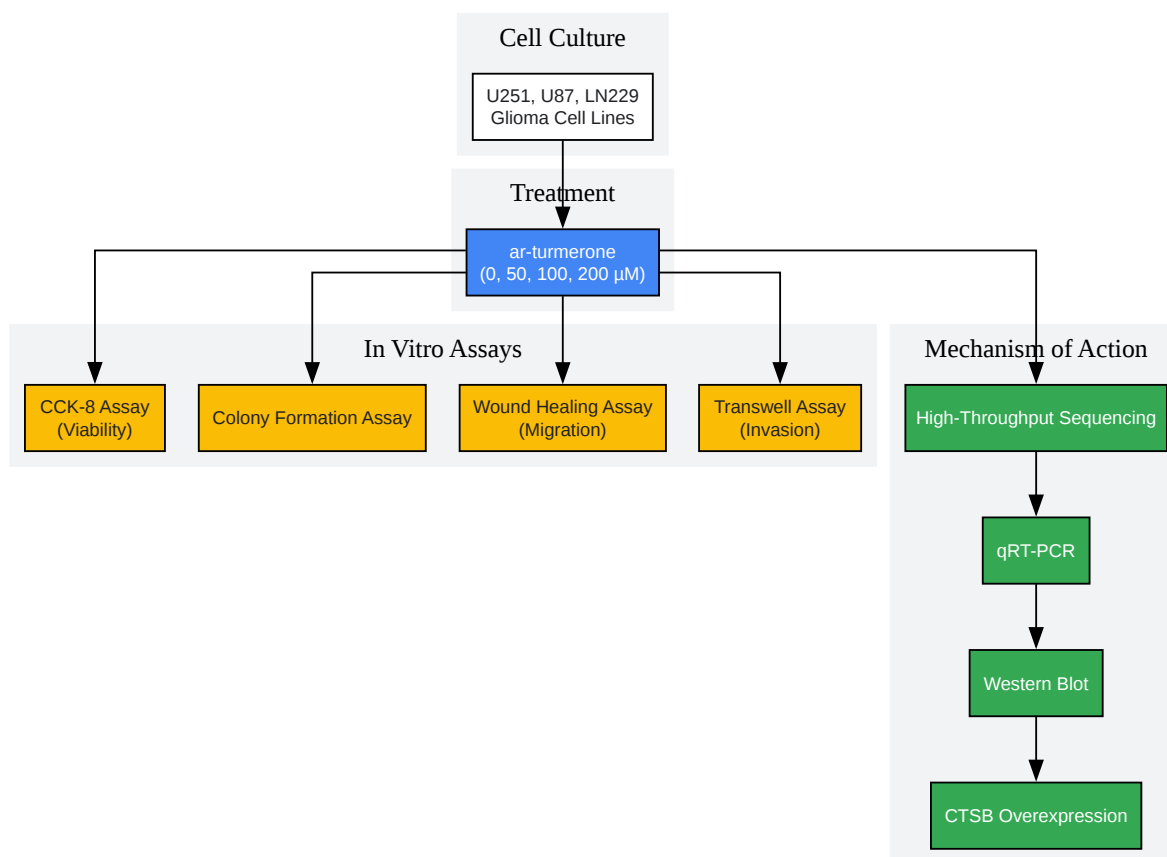 Cell Culture
U251, U87, LN229
Glioma Cell Lines
Treatment
ar-turmerone
(0, 50, 100, 200 µM)
In Vitro Assays
CCK-8 Assay
(Viability)
Colony Formation Assay
Wound Healing Assay
(Migration)
Transwell Assay
(Invasion)
Mechanism of Action
High-Throughput Sequencing
qRT-PCR
Western Blot
CTSB Overexpression